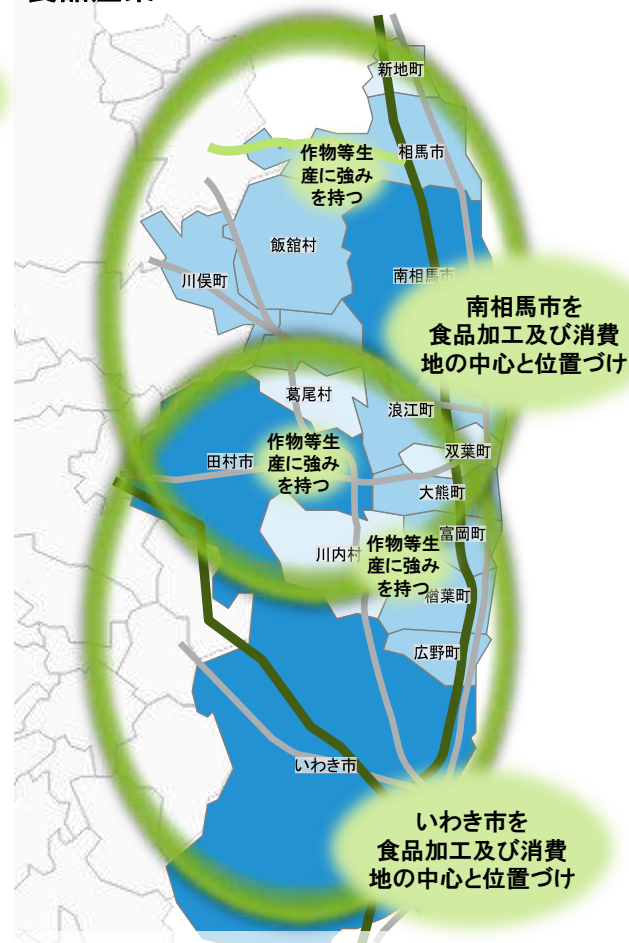 新地町
相馬市
作物等生
産に強み
を持つ
飯舘村
川俣町
南相馬市
南相馬市を
食品加工及び消費
地の中心と位置づけ
葛尾村
浪江町
双葉町
田村市
作物等生
産に強み
を持つ
大熊町
富岡町
川内村
作物等生
産に強み
を持つ
楢葉町
広野町
いわき市
いわき市を
食品加工及び消費
地の中心と位置づけ